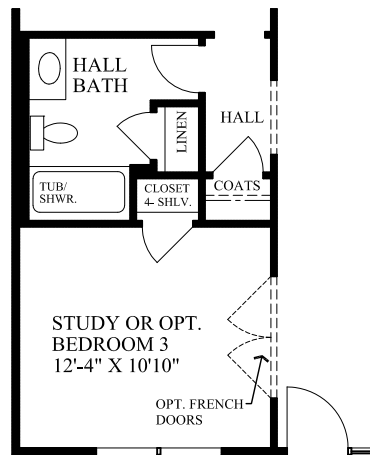 HALL
BATH
LINEN
HALL
TUB/
SHWR.
CLOSET
4- SHLV.
COATS
STUDY OR OPT.
BEDROOM 3
12'-4" X 10'10"
OPT. FRENCH
DOORS